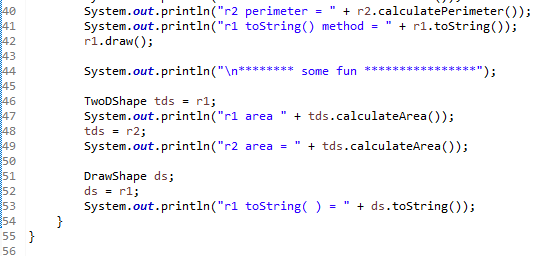 40 System.out.println("r2 perimeter = " + r2.calculatePerimeter());
41 System.out.println("r1 toString() method = " + r1.toString());
42 r1.draw();
43
44 System.out.println("\n******** some fun ****************");
45
46 TwoDShape tds = r1;
47 System.out.println("r1 area " + tds.calculateArea());
48 tds = r2;
49 System.out.println("r2 area = " + tds.calculateArea());
50
51 DrawShape ds;
52 ds = r1;
53 System.out.println("r1 toString( ) = " + ds.toString());
54 }
55 }
56